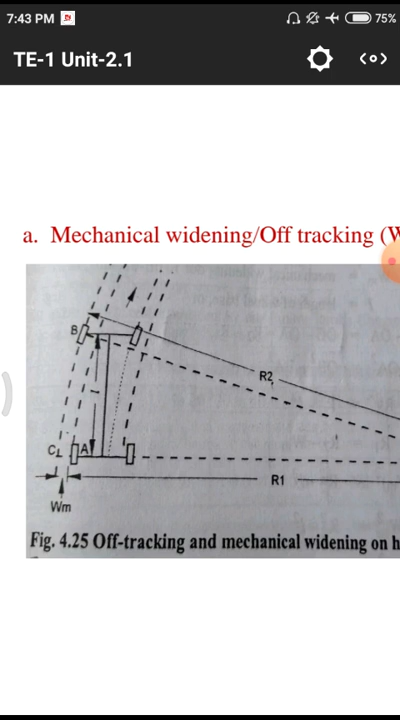 7:43 PM 75%
TE-1 Unit-2.1
a. Mechanical widening/Off tracking (W
B
R2
C A
R1
Wm
Fig. 4.25 Off-tracking and mechanical widening on h